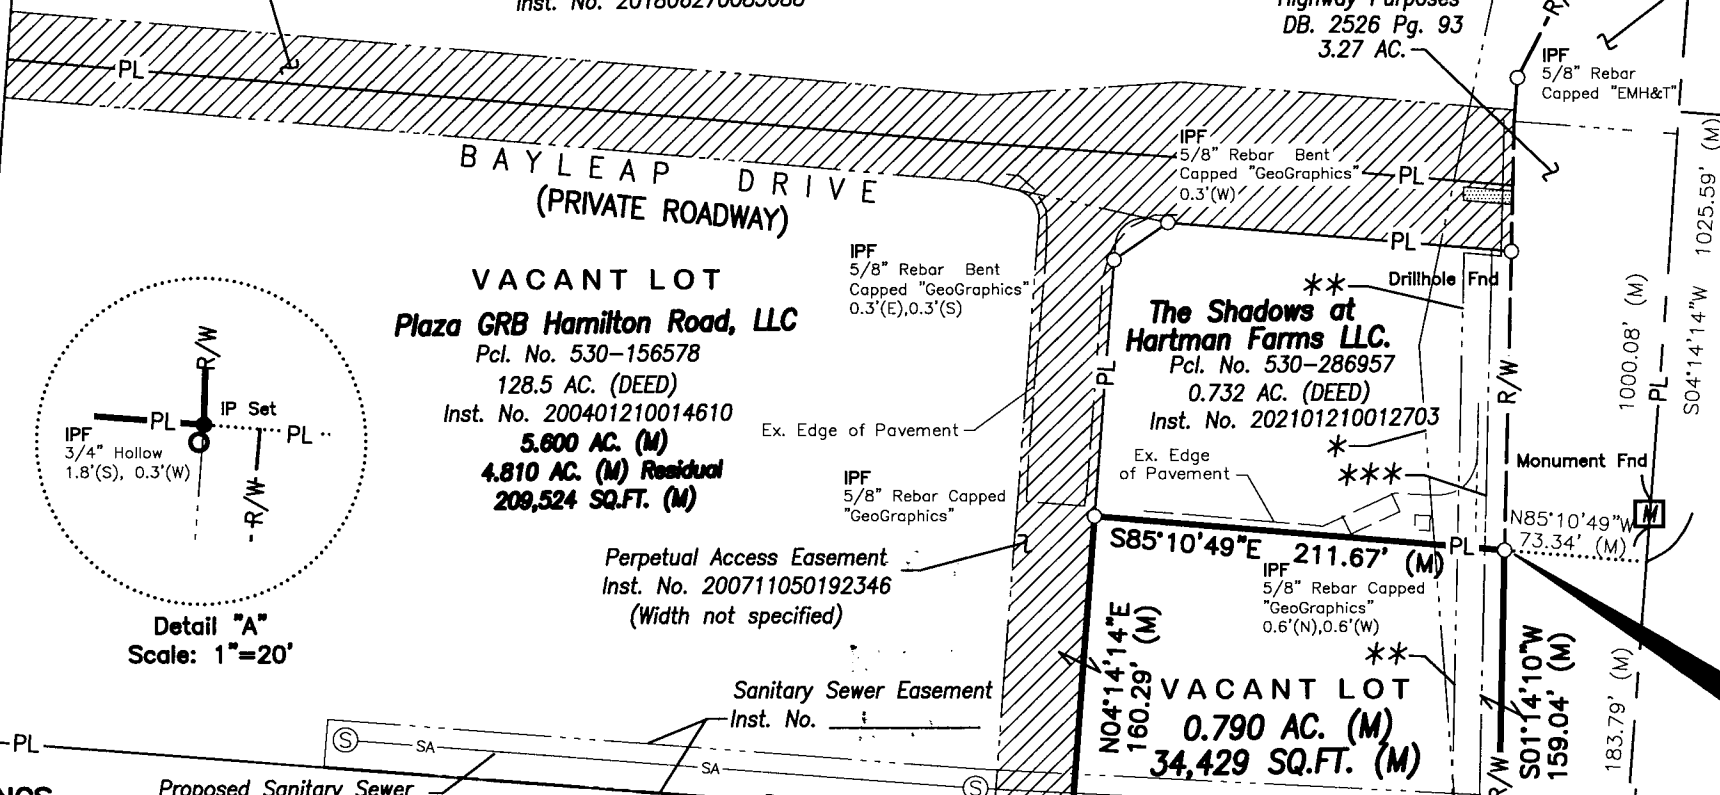 Inst. No. 201806270085086
Highway Purposes
DB. 2526 Pg. 93
3.27 AC.
IPF
5/8" Rebar
Capped "EMH&T"
PL
BAYLEAP DRIVE
(PRIVATE ROADWAY)
IPF
5/8" Rebar Bent
Capped "GeoGraphics"
0.3'(W)
PL
PL
S04°14'14"W 1025.59' (M)
1000.08' (M)
PL
IPF
5/8" Rebar Bent
Capped "GeoGraphics"
0.3'(E),0.3'(S)
VACANT LOT
Plaza GRB Hamilton Road, LLC
Pcl. No. 530-156578
128.5 AC. (DEED)
Inst. No. 200401210014610
5.600 AC. (M)
4.810 AC. (M) Residual
209,524 SQ.FT. (M)
** Drillhole Fnd
The Shadows at
Hartman Farms LLC.
Pcl. No. 530-286957
0.732 AC. (DEED)
Inst. No. 202101210012703
*
***
PL
R/W
Ex. Edge of Pavement
Ex. Edge
of Pavement
Monument Fnd
M
N85°10'49"W
73.34' (M)
R/W
PL
IP Set
PL
IPF
3/4" Hollow
1.8'(S), 0.3'(W)
R/W
Detail "A"
Scale: 1"=20'
IPF
5/8" Rebar Capped
"GeoGraphics"
S85°10'49"E 211.67' (M)
PL
IPF
5/8" Rebar Capped
"GeoGraphics"
0.6'(N),0.6'(W)
**
Perpetual Access Easement
Inst. No. 200711050192346
(Width not specified)
N04°14'14"E
160.29' (M)
VACANT LOT
0.790 AC. (M)
34,429 SQ.FT. (M)
S01°14'10"W
159.04' (M)
R/W
183.79' (M)
Sanitary Sewer Easement
Inst. No.
PL
S
SA
SA
S
Proposed Sanitary Sewer